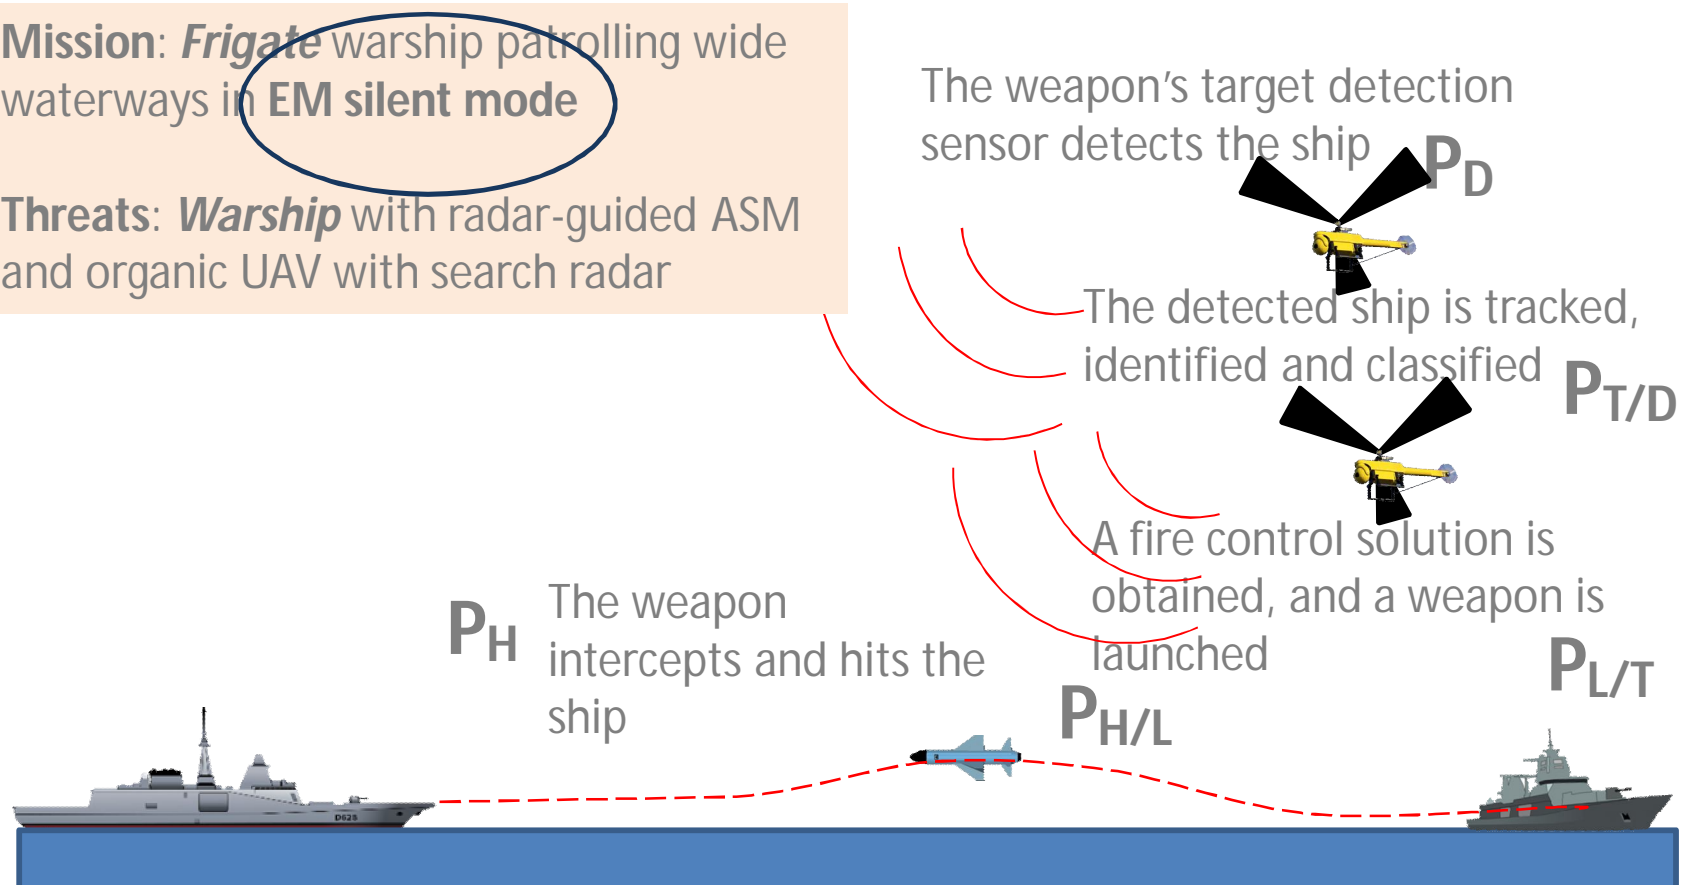 Mission: Frigate warship patrolling wide
waterways in EM silent mode
Threats: Warship with radar-guided ASM
and organic UAV with search radar
The weapon's target detection
sensor detects the ship
PD
The detected ship is tracked,
identified and classified
PT/D
A fire control solution is
obtained, and a weapon is
launched
PL/T
PH/L
The weapon
intercepts and hits the
ship
PH
D625